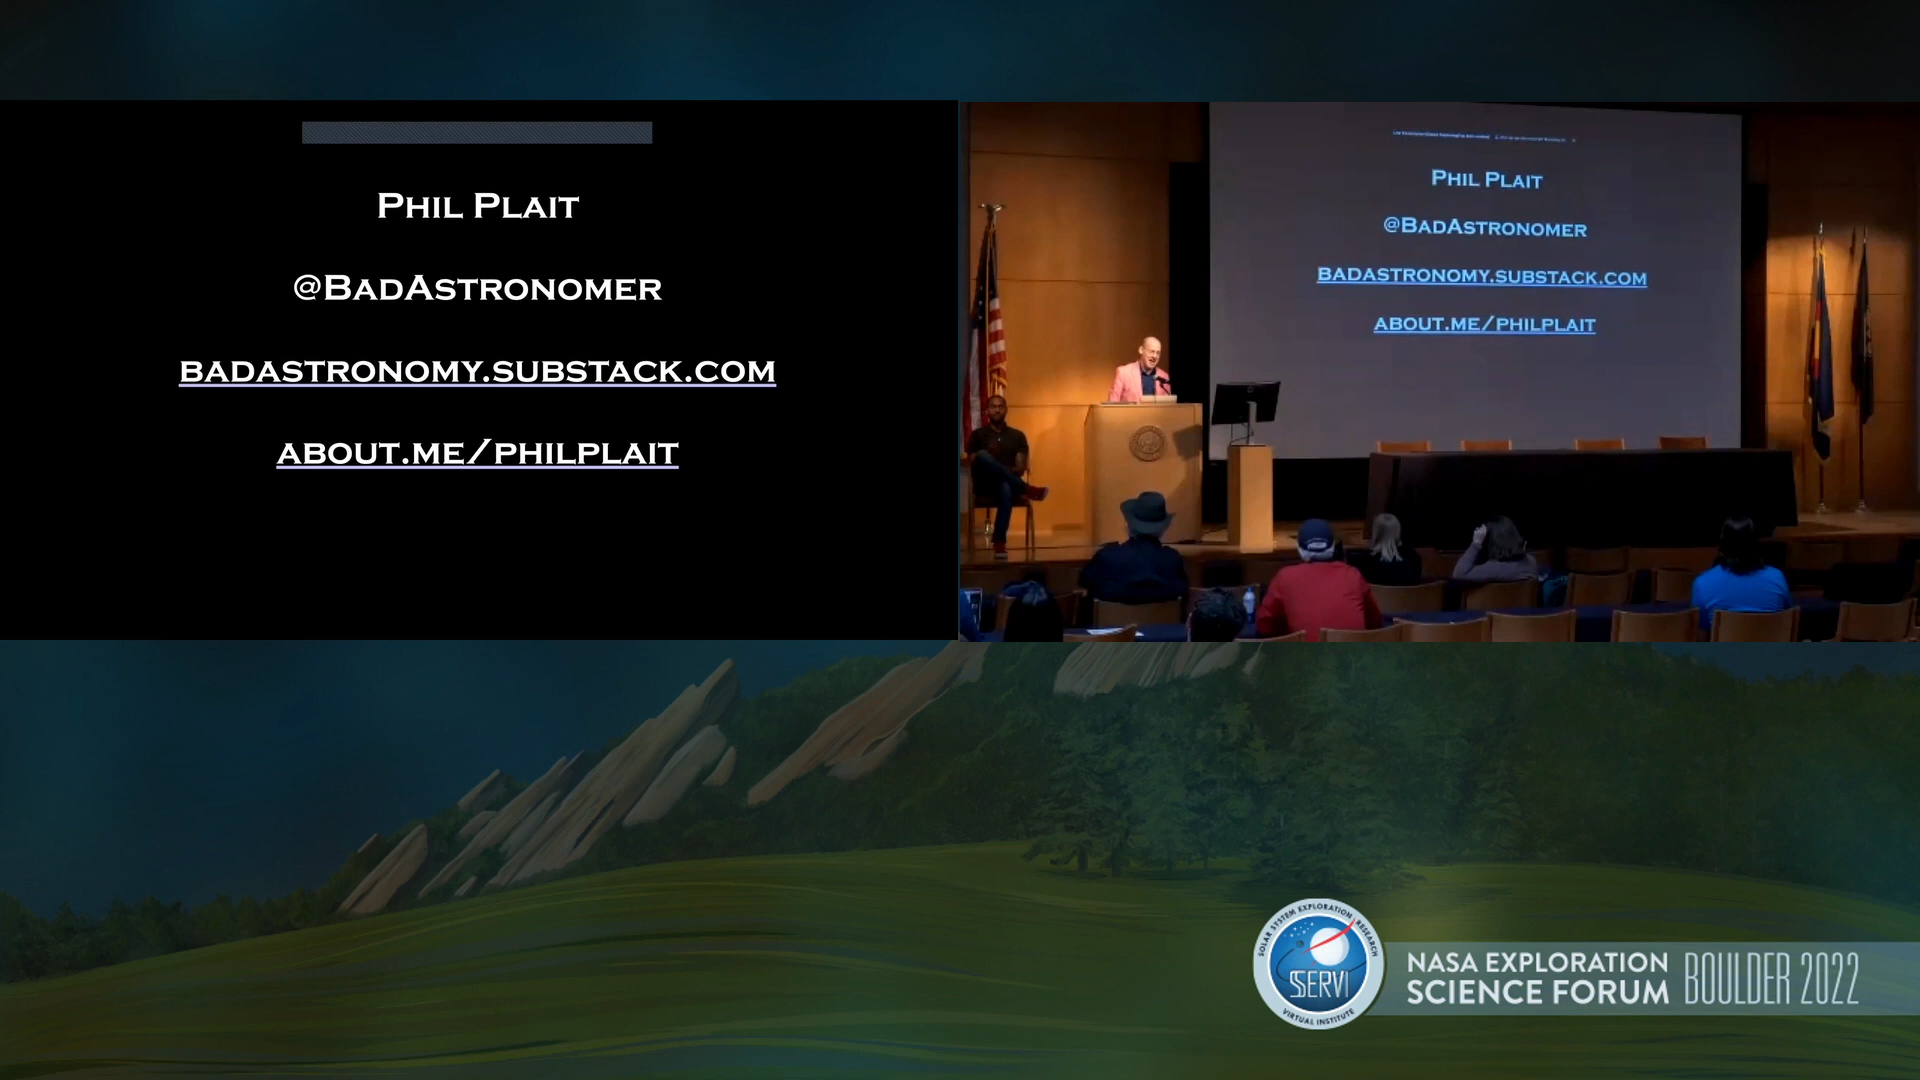 Phil Plait
@BadAstronomer
badastronomy.substack.com
about.me/philplait
Phil Plait
@BadAstronomer
badastronomy.substack.com
about.me/philplait
SOLAR SYSTEM EXPLORATION RESEARCH
SSERVI
VIRTUAL INSTITUTE
NASA EXPLORATION
SCIENCE FORUM
BOULDER 2022